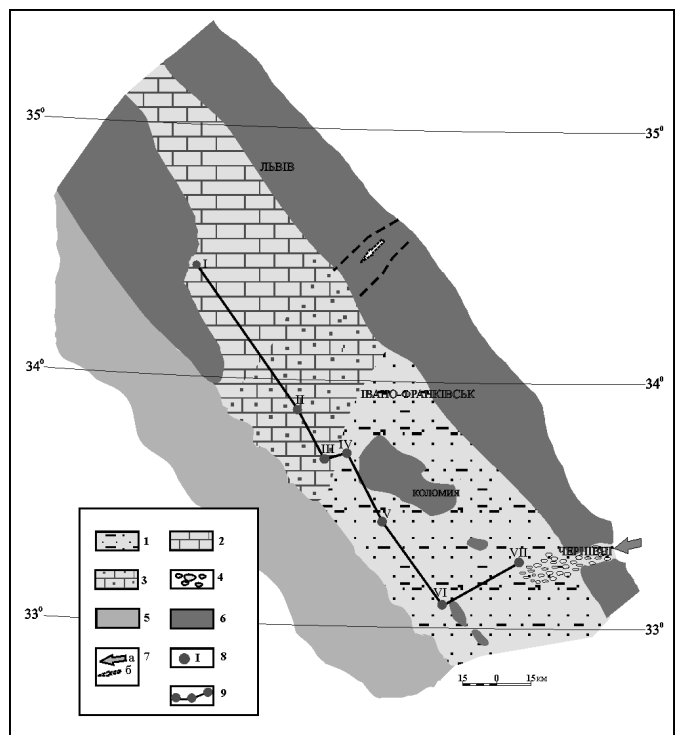 35⁰
35⁰
ЛЬВІВ
I
34⁰
34⁰
ІВАНО-ФРАНКІВСЬК
II
III
IV
КОЛОМИЯ
V
VII
ЧЕРНІВЦІ
VI
33⁰
33⁰
15 0 15 км
1 2
3 4
5 6
а
б
7
I 8
9